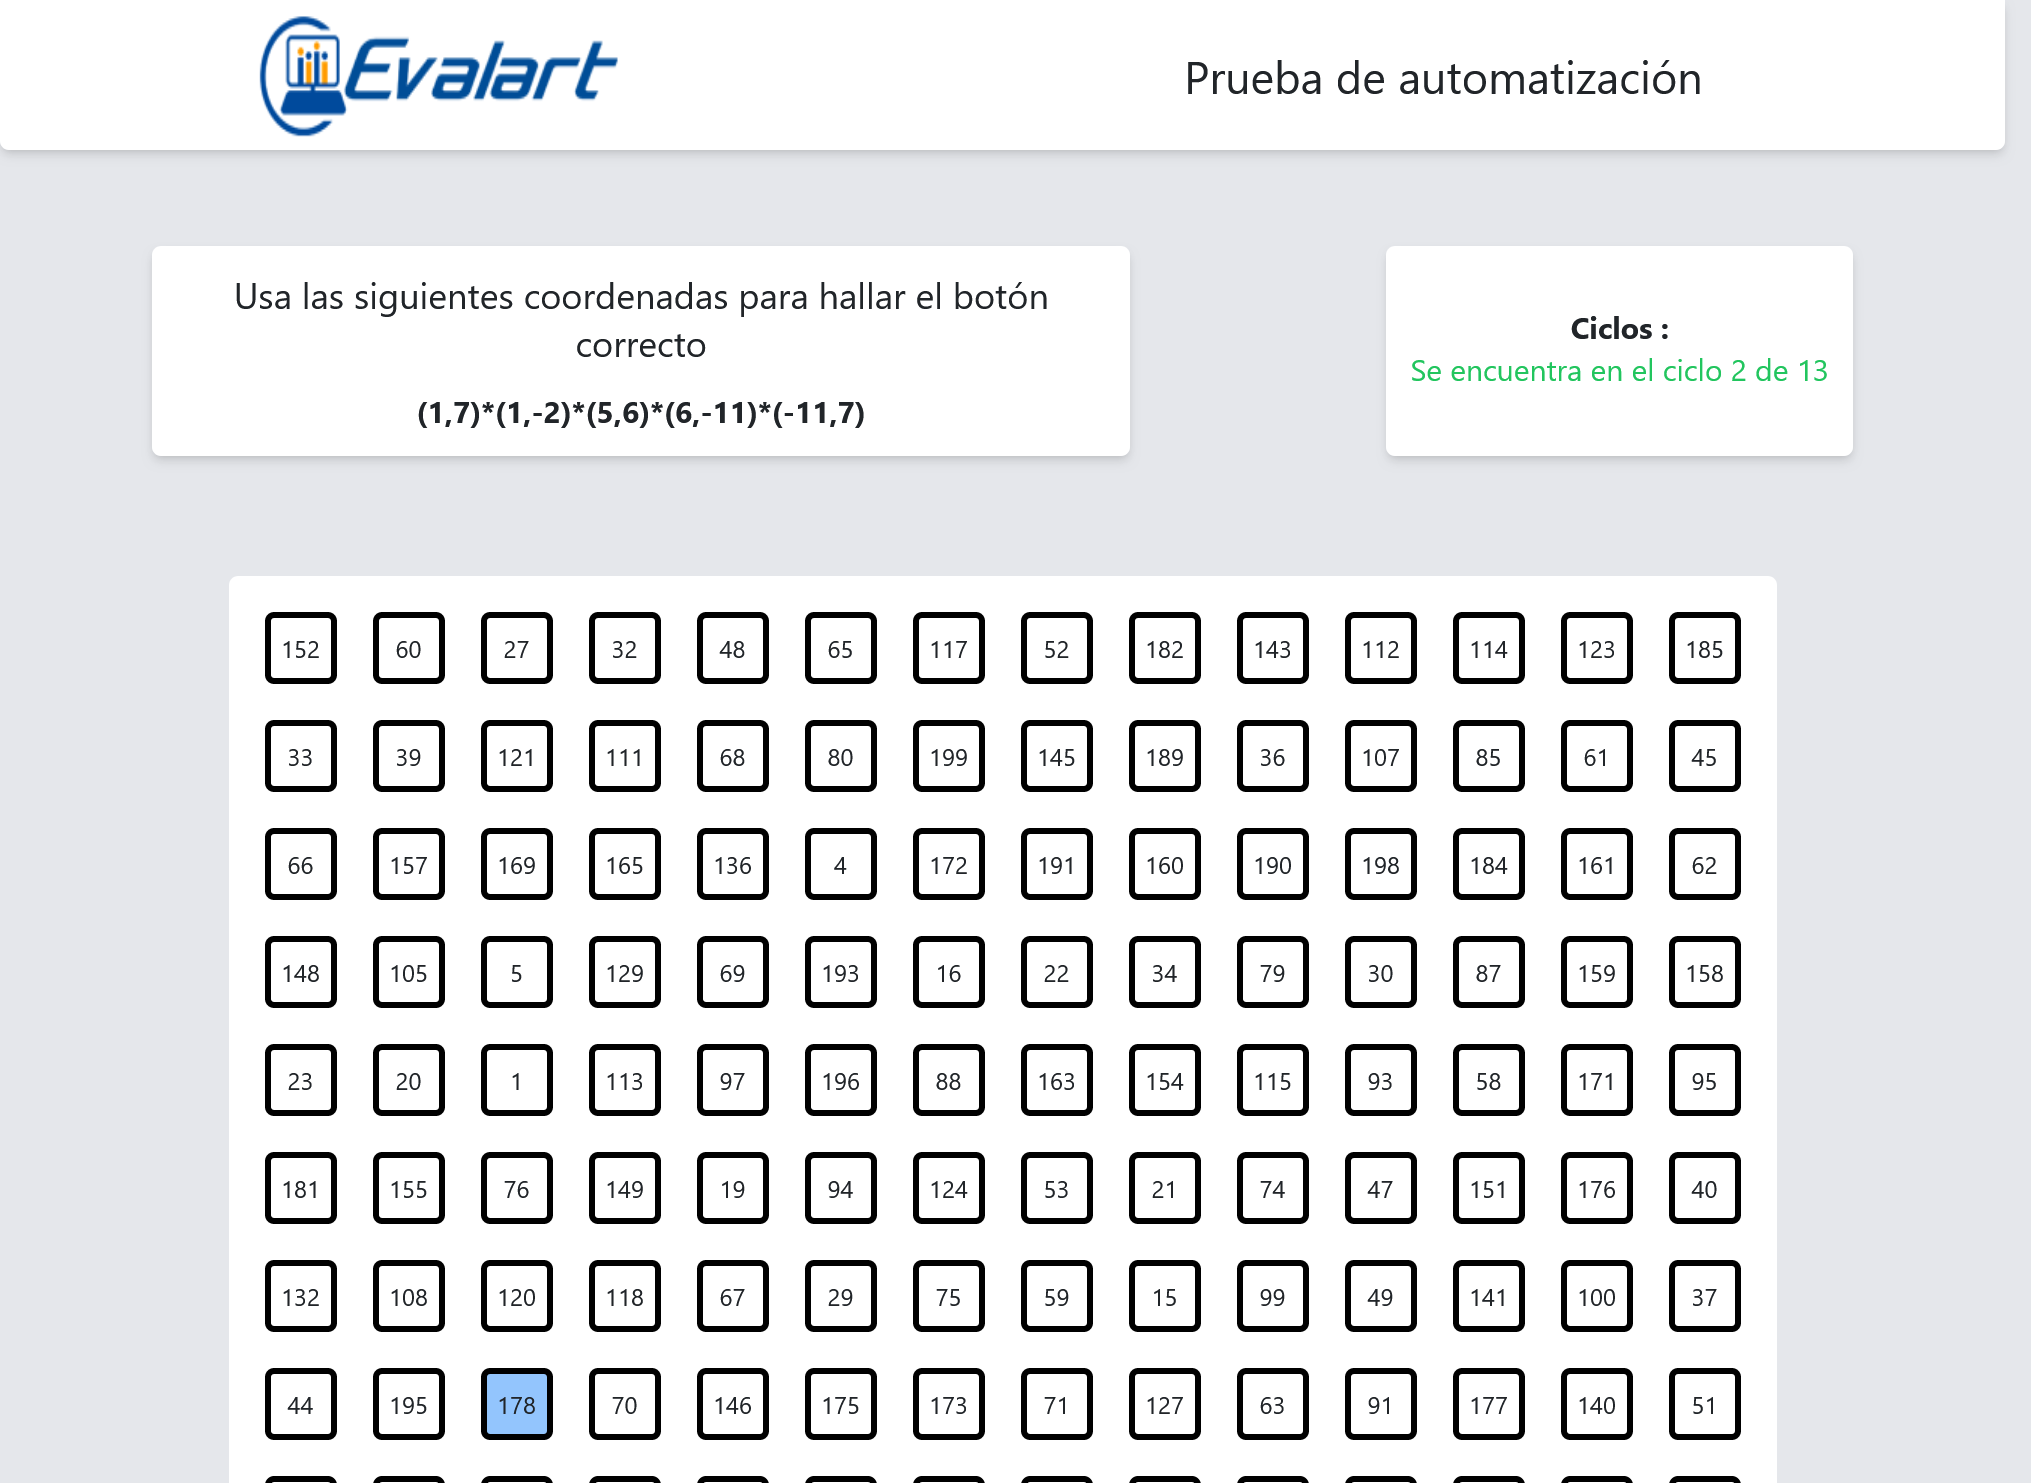 Evalart
Prueba de automatización
Usa las siguientes coordenadas para hallar el botón
correcto
(1,7)*(1,-2)*(5,6)*(6,-11)*(-11,7)
Ciclos :
Se encuentra en el ciclo 2 de 13
152 60 27 32 48 65 117 52 182 143 112 114 123 185
33 39 121 111 68 80 199 145 189 36 107 85 61 45
66 157 169 165 136 4 172 191 160 190 198 184 161 62
148 105 5 129 69 193 16 22 34 79 30 87 159 158
23 20 1 113 97 196 88 163 154 115 93 58 171 95
181 155 76 149 19 94 124 53 21 74 47 151 176 40
132 108 120 118 67 29 75 59 15 99 49 141 100 37
44 195 178 70 146 175 173 71 127 63 91 177 140 51